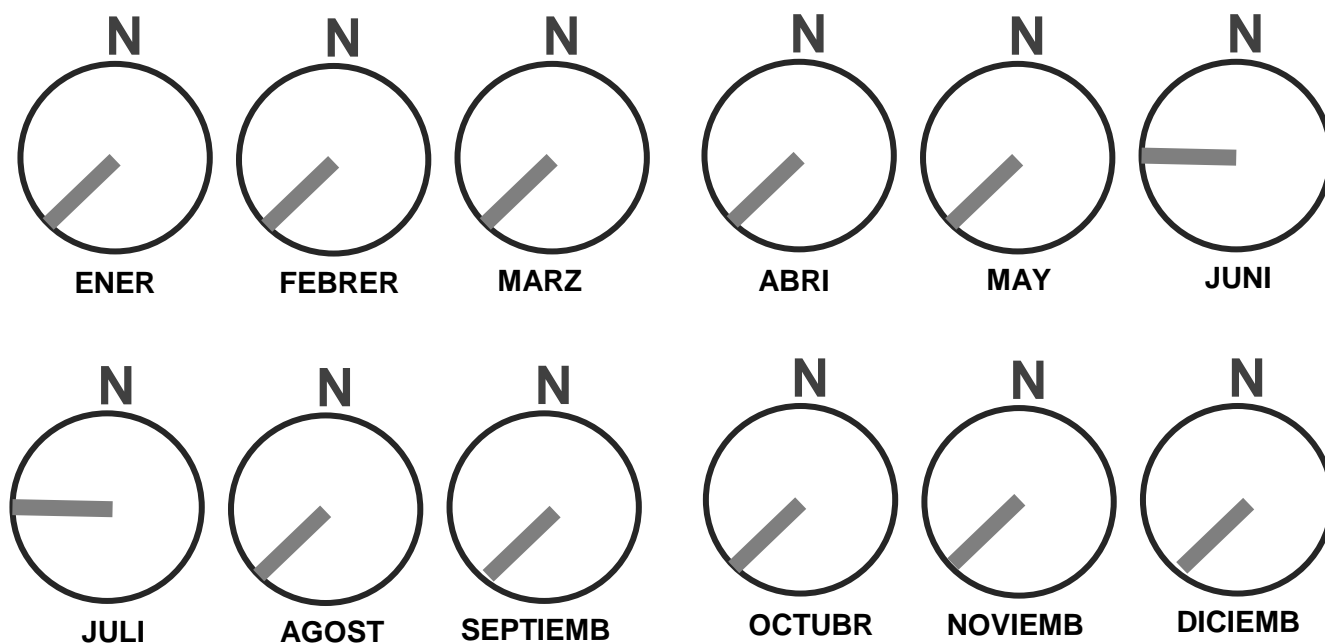 N N N N N N
ENER FEBRER MARZ ABRI MAY JUNI
N N N N N N
JULI AGOST SEPTIEMB OCTUBR NOVIEMB DICIEMB